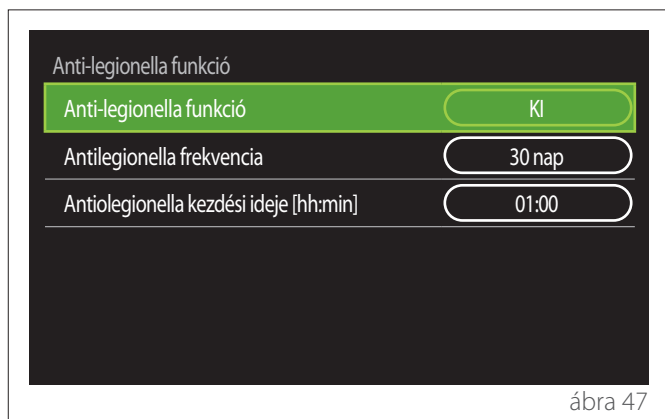 Anti-legionella funkció
Anti-legionella funkció KI
Antilegionella frekvencia 30 nap
Antiolegionella kezdési ideje [hh:min] 01:00
ábra 47